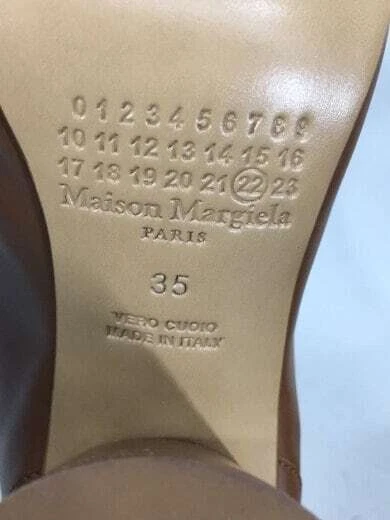 0 1 2 3 4 5 6 7 8 9
10 11 12 13 14 15 16
17 18 19 20 21 22 23
Maison Margiela
PARIS
35
VERO CUOIO
MADE IN ITALY